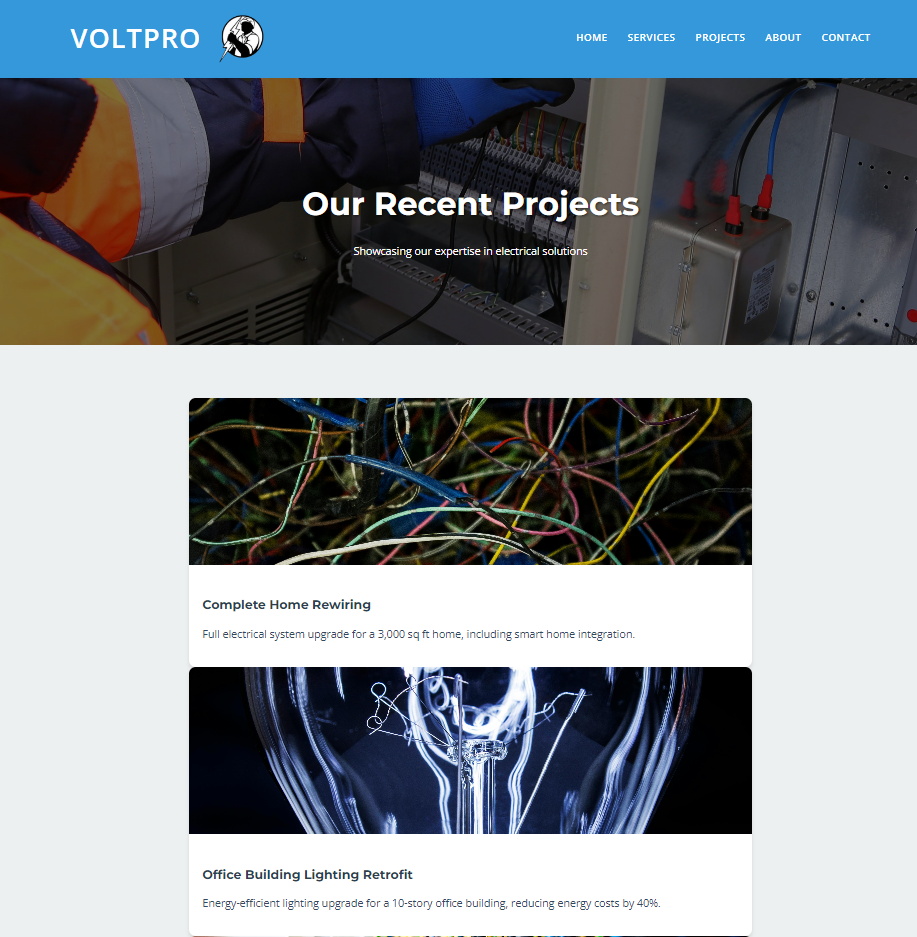 VOLTPRO
HOME SERVICES PROJECTS ABOUT CONTACT
Our Recent Projects
Showcasing our expertise in electrical solutions
Complete Home Rewiring
Full electrical system upgrade for a 3,000 sq ft home, including smart home integration.
Office Building Lighting Retrofit
Energy-efficient lighting upgrade for a 10-story office building, reducing energy costs by 40%.